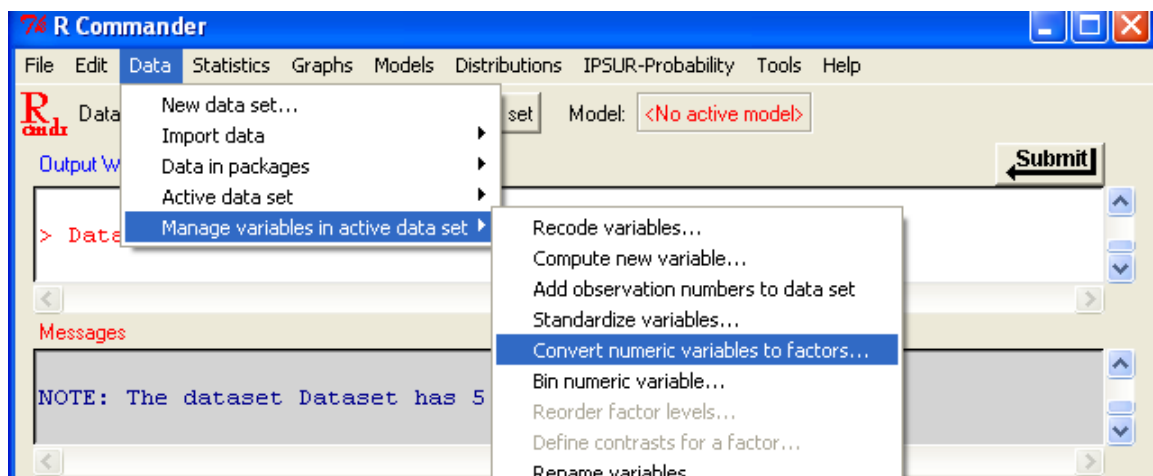 R Commander
File Edit Data Statistics Graphs Models Distributions IPSUR-Probability Tools Help
R
cmdr
Data
set
Model: <No active model>
New data set...
Import data
Data in packages
Active data set
Manage variables in active data set
Output W
Submit
> Data
Recode variables...
Compute new variable...
Add observation numbers to data set
Standardize variables...
Convert numeric variables to factors...
Bin numeric variable...
Reorder factor levels...
Define contrasts for a factor...
Rename variables
Messages
NOTE: The dataset Dataset has 5